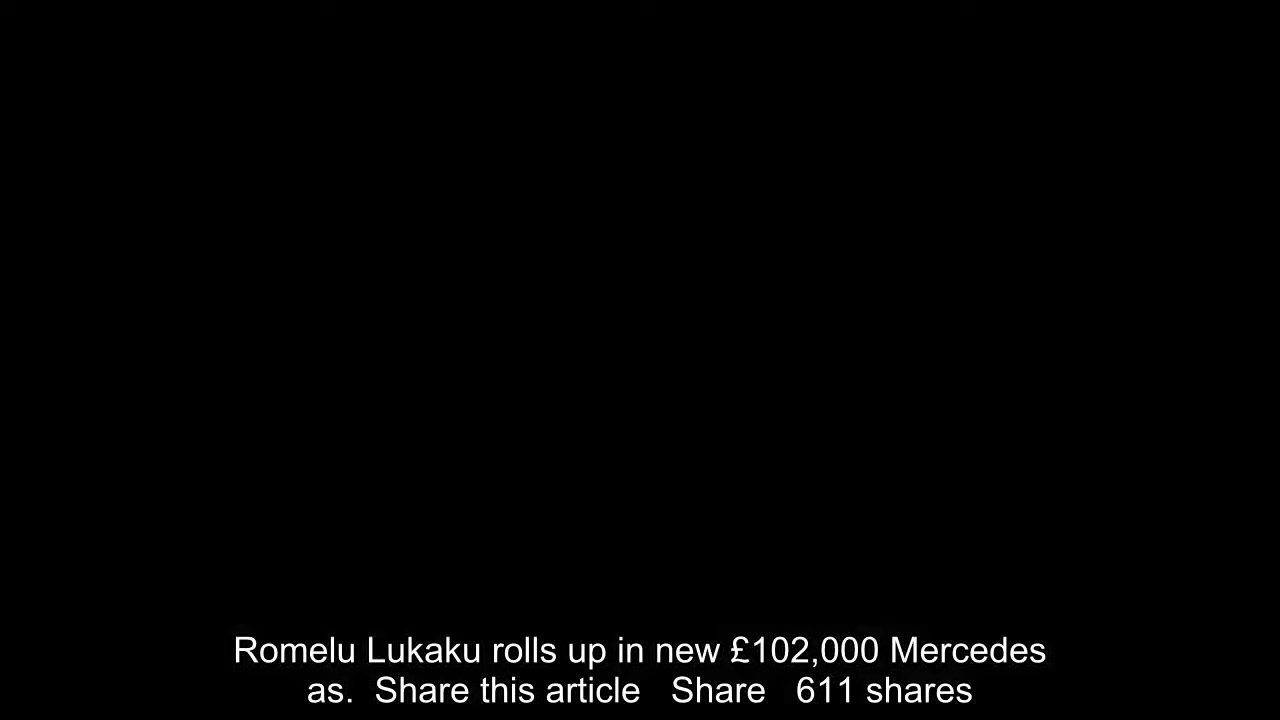 Romelu Lukaku rolls up in new £102,000 Mercedes
as.  Share this article   Share   611 shares